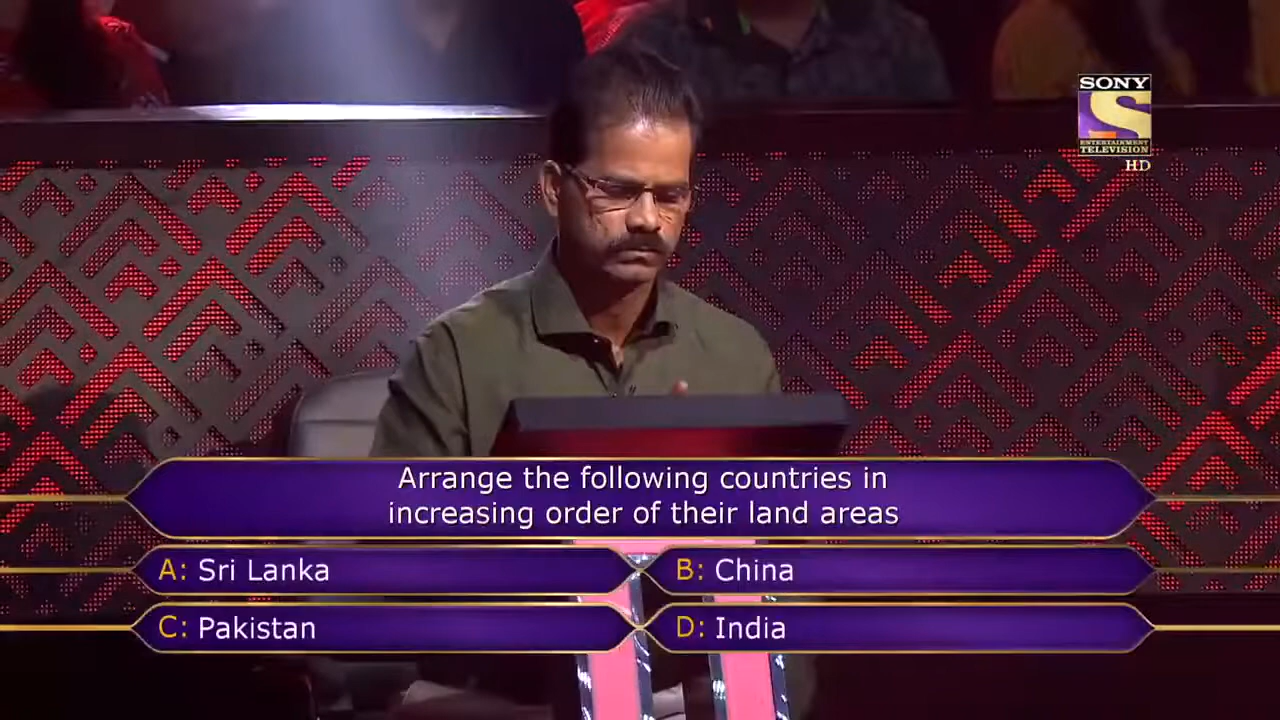 SONY
S
ENTERTAINMENT
TELEVISION
HD
Arrange the following countries in
increasing order of their land areas
A: Sri Lanka
B: China
C: Pakistan
D: India